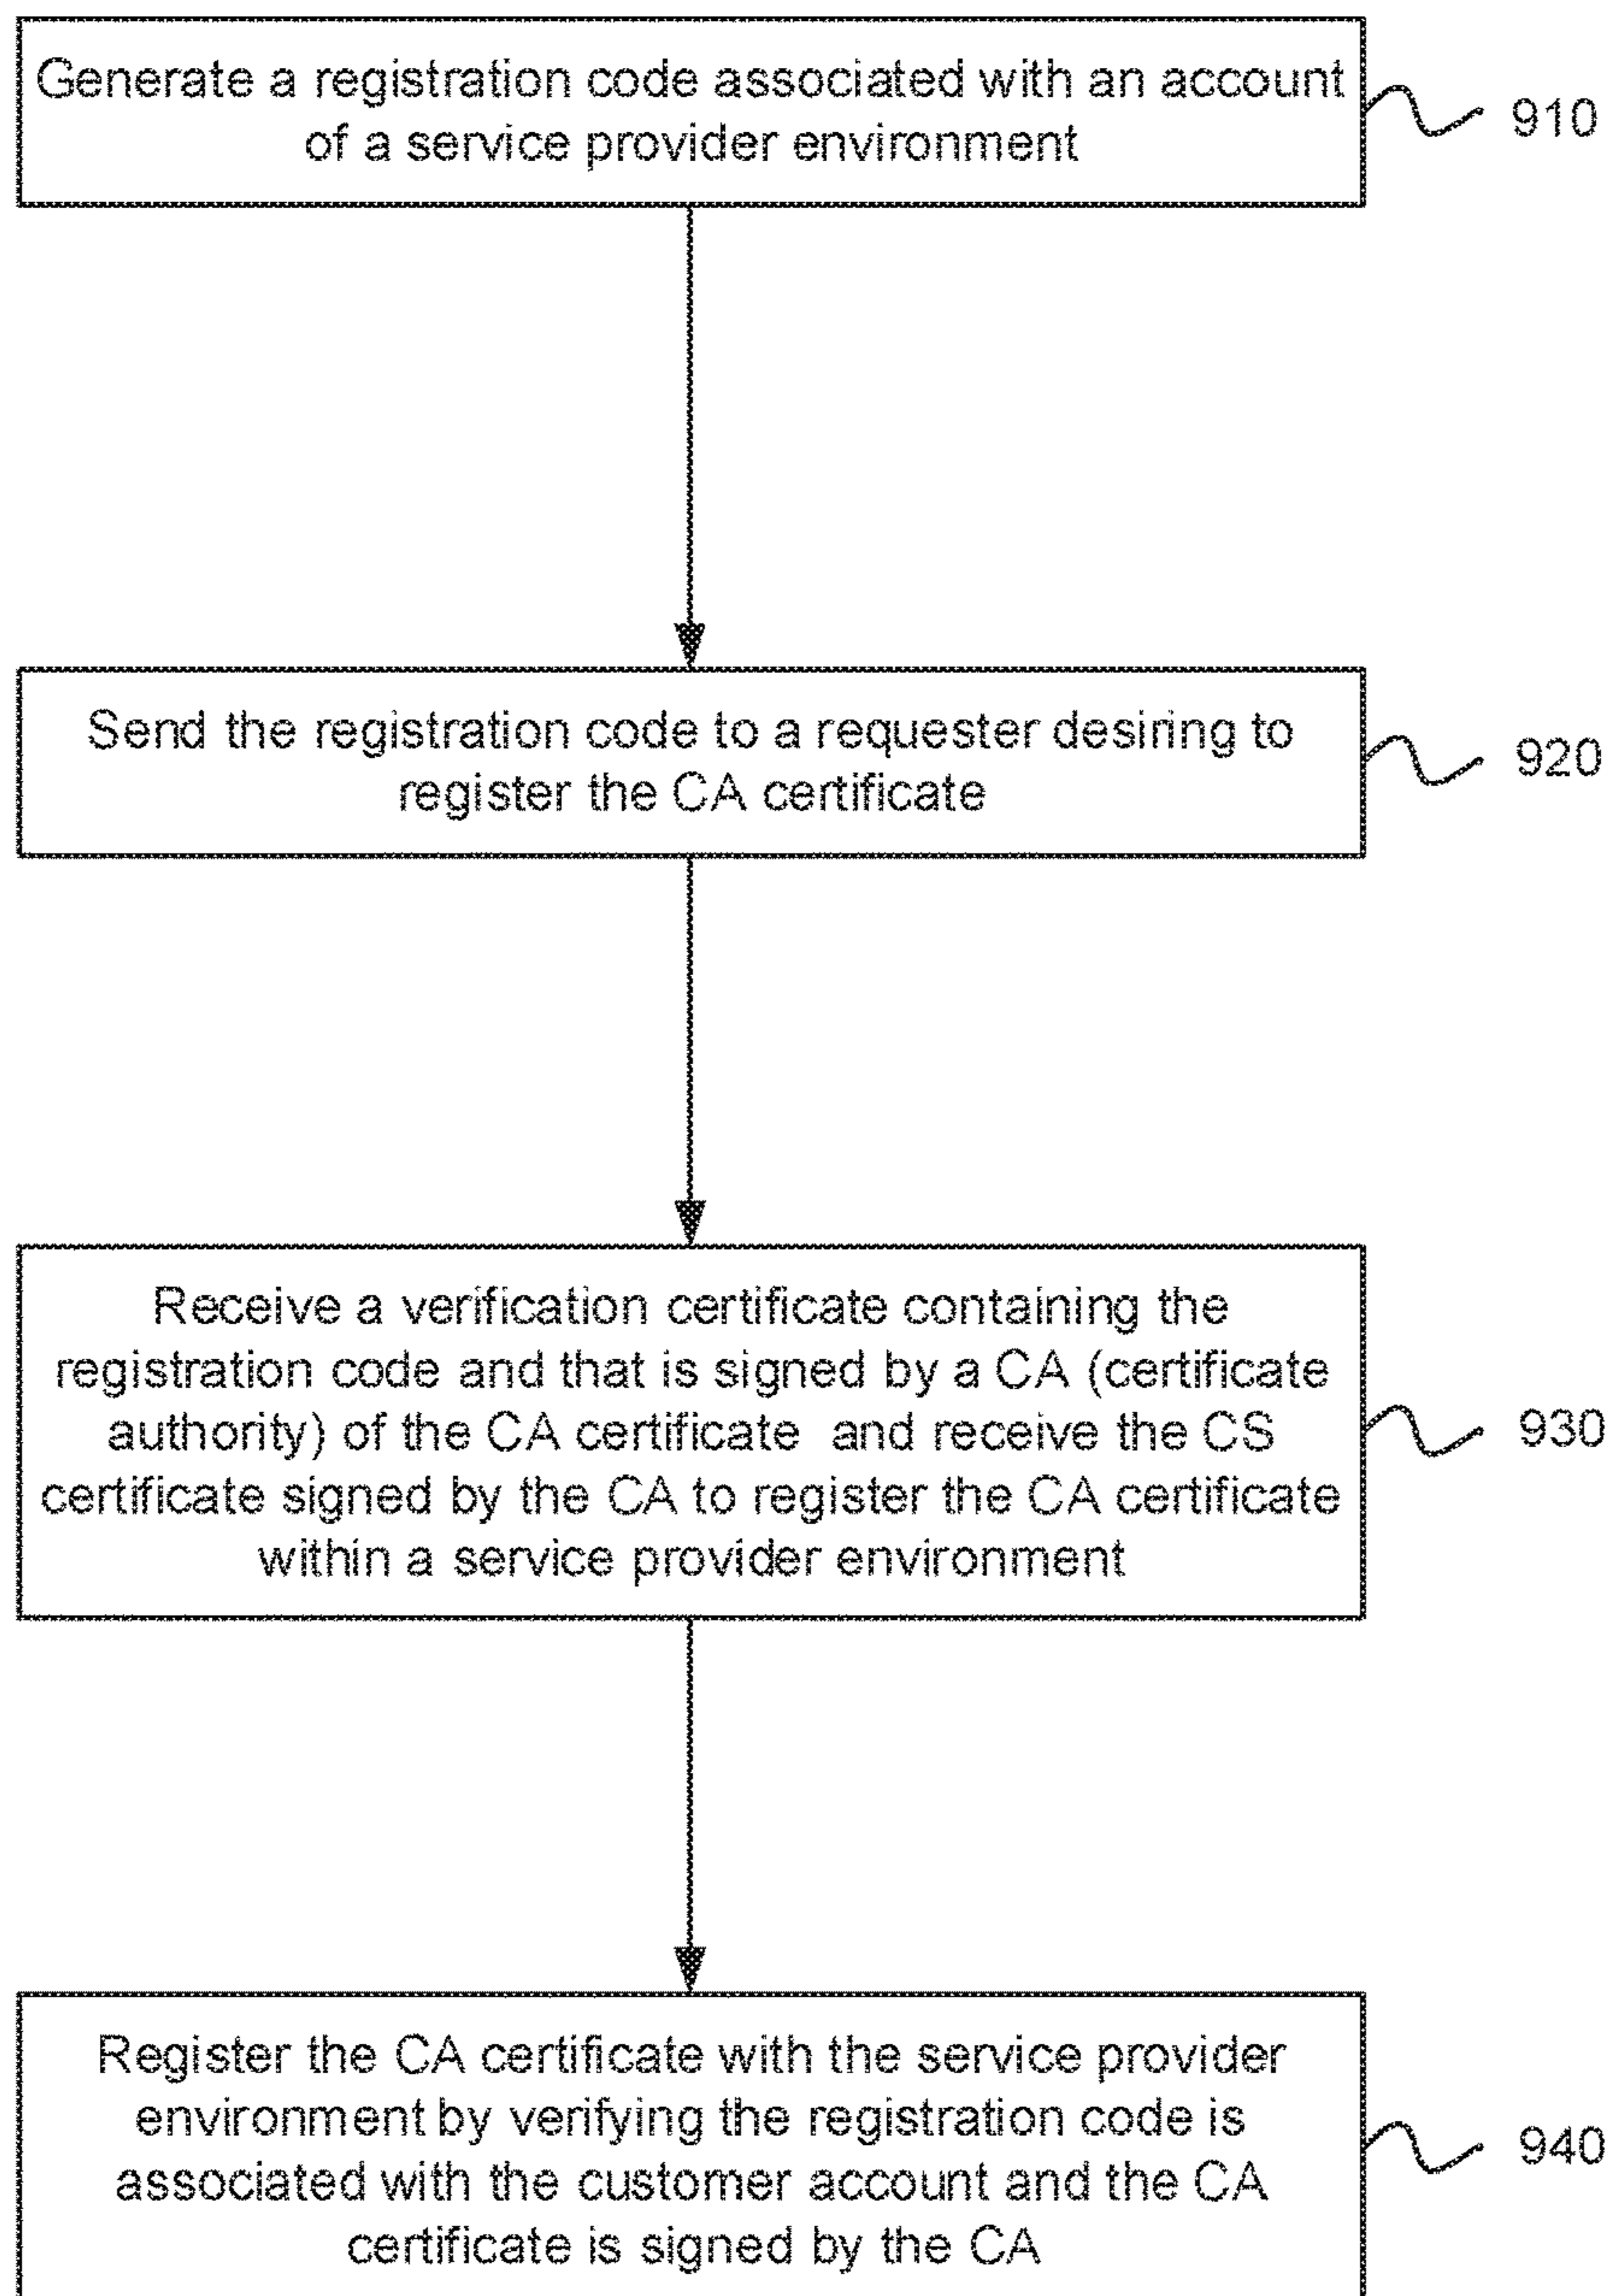 Generate a registration code associated with an account
of a service provider environment
910
Send the registration code to a requester desiring to
register the CA certificate
920
Receive a verification certificate containing the
registration code and that is signed by a CA (certificate
authority) of the CA certificate and receive the CS
certificate signed by the CA to register the CA certificate
within a service provider environment
930
Register the CA certificate with the service provider
environment by verifying the registration code is
associated with the customer account and the CA
certificate is signed by the CA
940